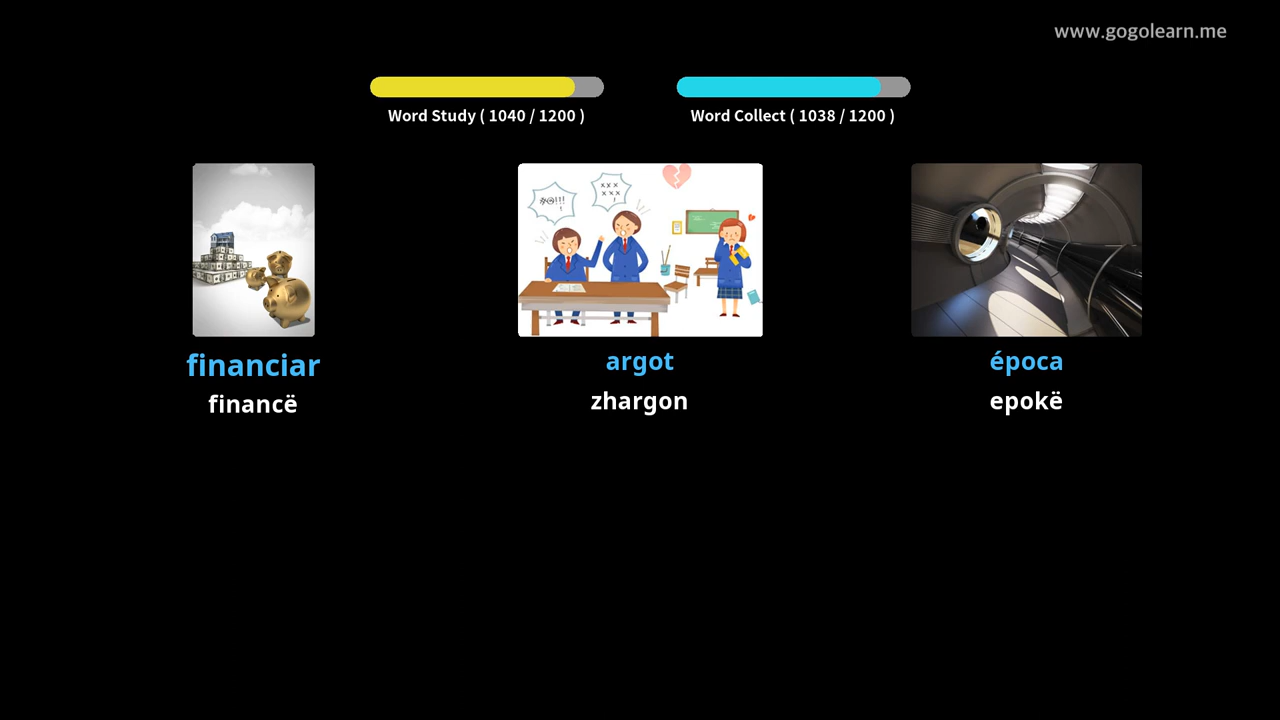 www.gogolearn.me
Word Study ( 1040 / 1200 )
Word Collect ( 1038 / 1200 )
#@!!!
!
x x x
x x x
!
financiar
argot
época
financë
zhargon
epokë